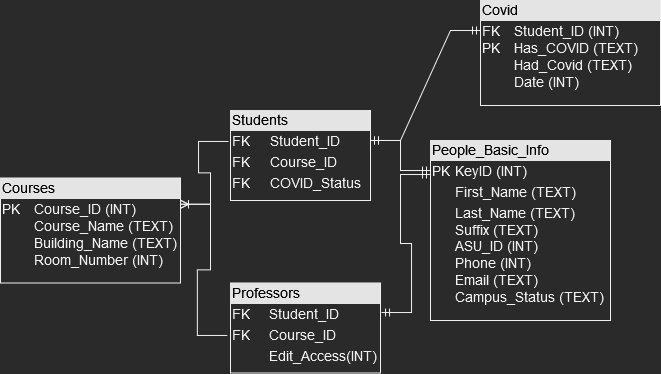 Covid
FK Student_ID (INT)
PK Has_COVID (TEXT)
Had_Covid (TEXT)
Date (INT)
Students
FK Student_ID
FK Course_ID
FK COVID_Status
People_Basic_Info
PK KeyID (INT)
First_Name (TEXT)
Last_Name (TEXT)
Suffix (TEXT)
ASU_ID (INT)
Phone (INT)
Email (TEXT)
Campus_Status (TEXT)
Courses
PK Course_ID (INT)
Course_Name (TEXT)
Building_Name (TEXT)
Room_Number (INT)
Professors
FK Student_ID
FK Course_ID
Edit_Access(INT)